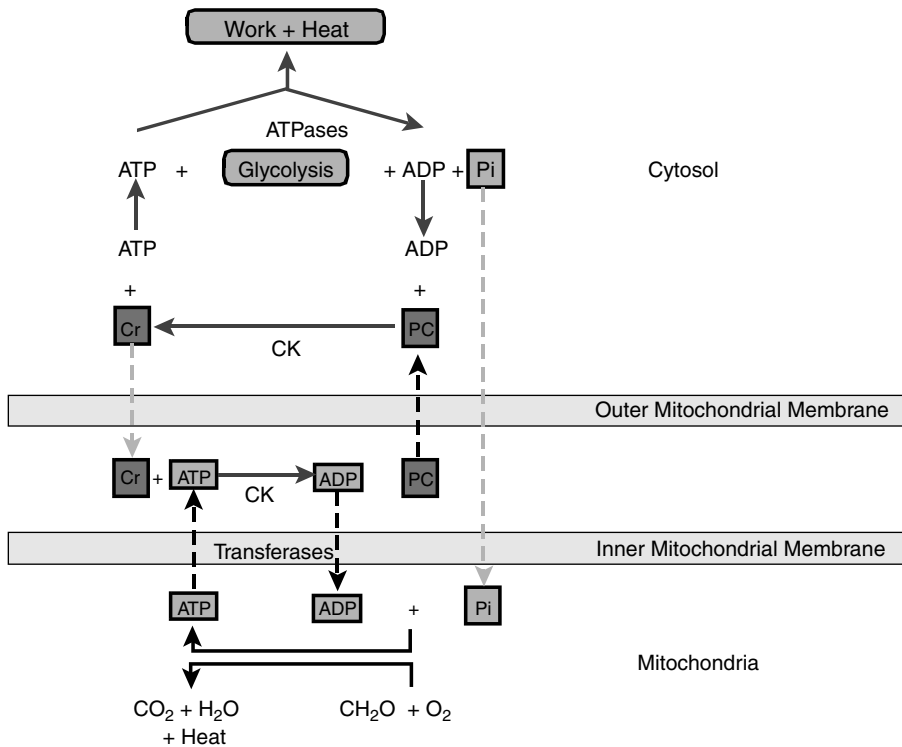 Work + Heat
ATPases
ATP + Glycolysis + ADP + Pi
Cytosol
ATP ADP
+ +
Cr PC
CK
Outer Mitochondrial Membrane
Cr + ATP ADP PC
CK
Transferases
Inner Mitochondrial Membrane
ATP ADP + Pi
Mitochondria
CO₂ + H₂O CH₂O + O₂
+ Heat